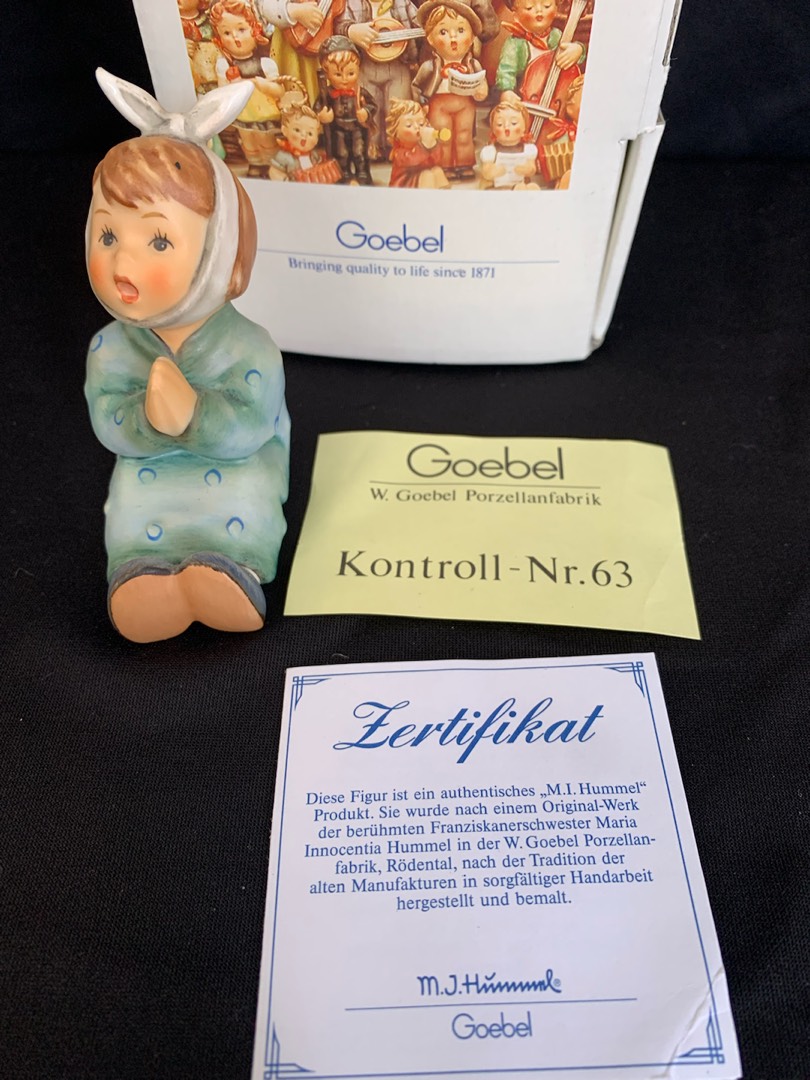 Goebel
Bringing quality to life since 1871
Goebel
W. Goebel Porzellanfabrik
Kontroll-Nr.63
Zertifikat
Diese Figur ist ein authentisches „M.I. Hummel“
Produkt. Sie wurde nach einem Original-Werk
der berühmten Franziskanerschwester Maria
Innocentia Hummel in der W. Goebel Porzellan-
fabrik, Rödental, nach der Tradition der
alten Manufakturen in sorgfältiger Handarbeit
hergestellt und bemalt.
M.J. Hummel®
Goebel